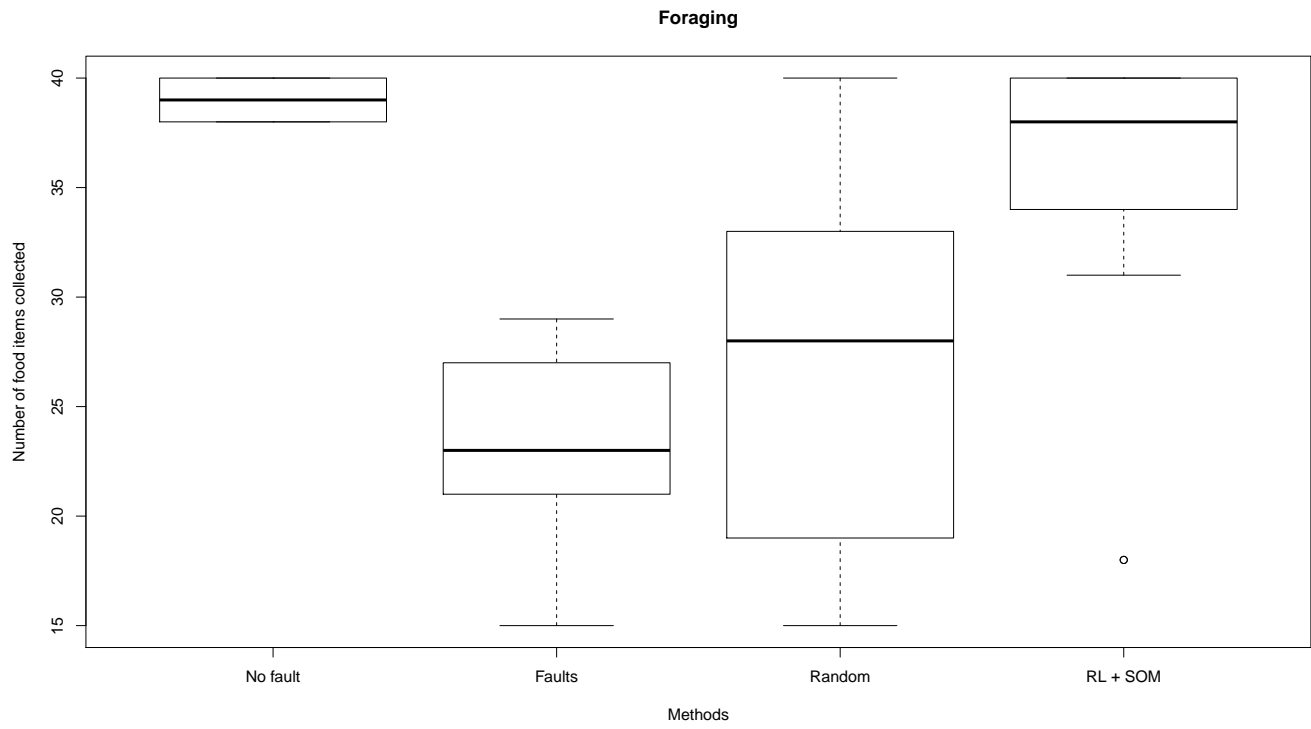 Foraging
Number of food items collected
40
35
30
25
20
15
No fault
Faults
Random
RL + SOM
Methods